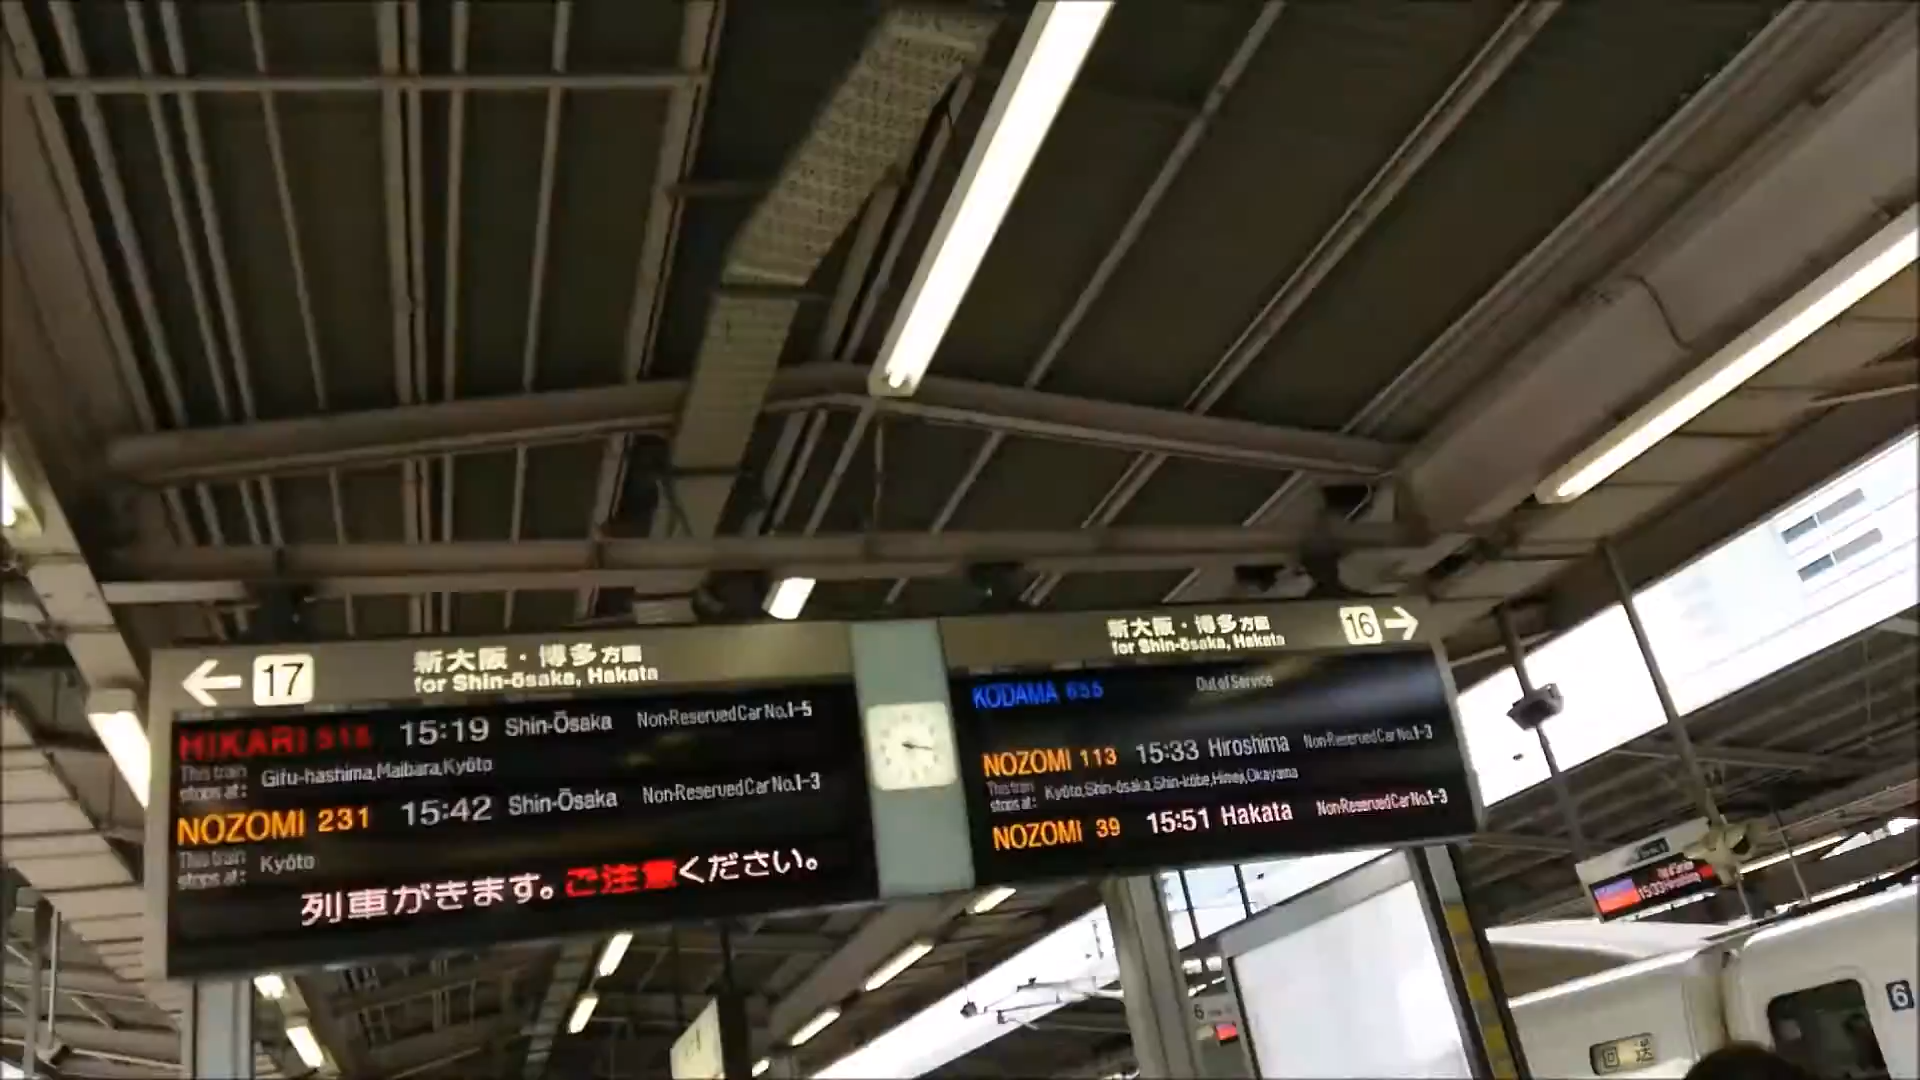 ← 17 新大阪・博多方面
for Shin-ōsaka, Hakata
HIKARI 15:19 Shin-Ōsaka Non-Reserved Car No.1-5
This train stops at: Gifu-hashima,Maibara,Kyōto
NOZOMI 231 15:42 Shin-Ōsaka Non-Reserved Car No.1-3
This train stops at: Kyōto
列車がきます。ご注意ください。
新大阪・博多方面 16 →
for Shin-ōsaka, Hakata
KODAMA 655 Out of Service
NOZOMI 113 15:33 Hiroshima Non-Reserved Car No.1-3
This train stops at: Kyōto,Shin-ōsaka,Shin-kōbe,Himeji,Okayama
NOZOMI 39 15:51 Hakata Non-Reserved Car No.1-3
15:33 Hiroshima
6
6
回送